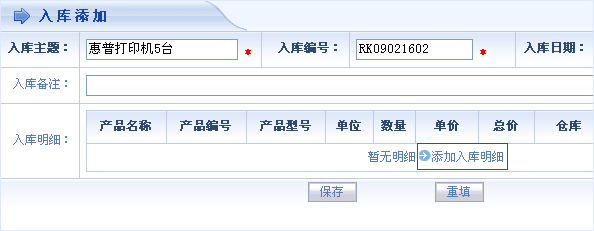 入库添加
入库主题： 惠普打印机5台 * 入库编号： RK09021602 * 入库日期：
入库备注：
入库明细：
产品名称 产品编号 产品型号 单位 数量 单价 总价 仓库
暂无明细 添加入库明细
保存 重填